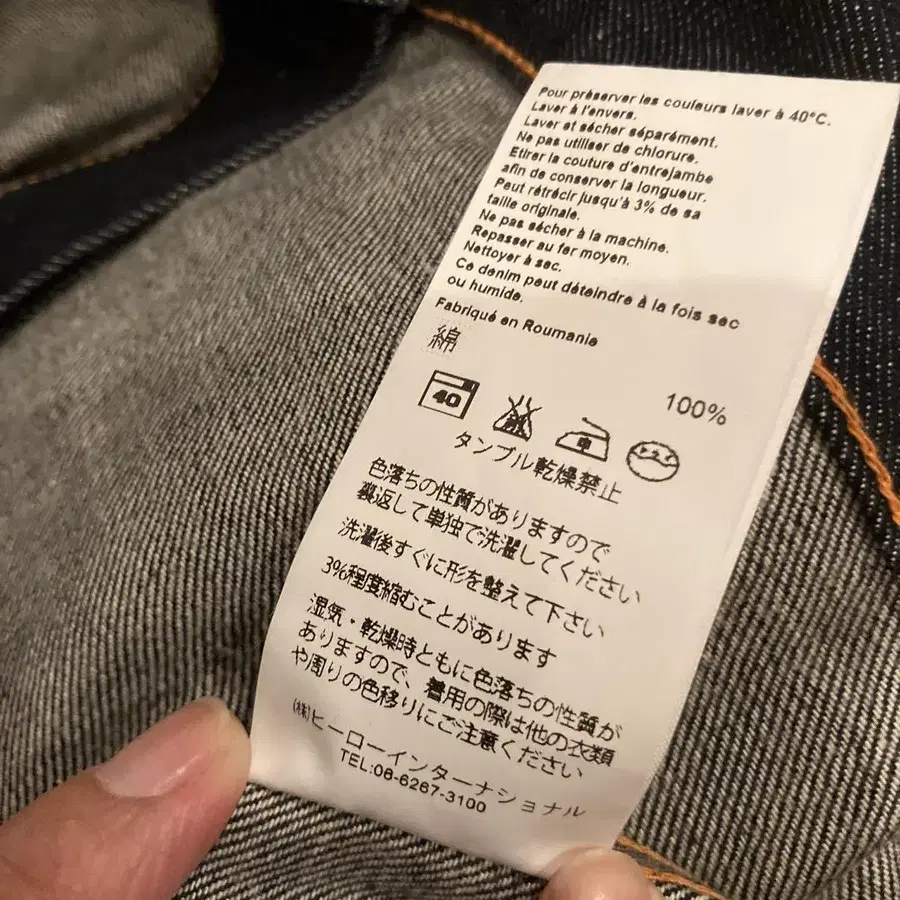 Pour préserver les couleurs laver à 40°C.
Laver à l'envers.
Laver et sécher séparément.
Ne pas utiliser de chlorure.
Etirer la couture d'entrejambe
afin de conserver la longueur.
Peut rétrécir jusqu'à 3% de sa
taille originale.
Ne pas sécher à la machine.
Repasser au fer moyen.
Nettoyer à sec.
Ce denim peut déteindre à la fois sec
ou humide.
Fabriqué en Roumanie
綿
100%
40
中
タンブル乾燥禁止
色落ちの性質がありますので
裏返して単独で洗濯してください
洗濯後すぐに形を整えて下さい
3%程度縮むことがあります
湿気・乾燥時ともに色落ちの性質が
ありますので、着用の際は他の衣類
や周りの色移りにご注意ください
㈱ヒーローインターナショナル
TEL:06-6267-3100